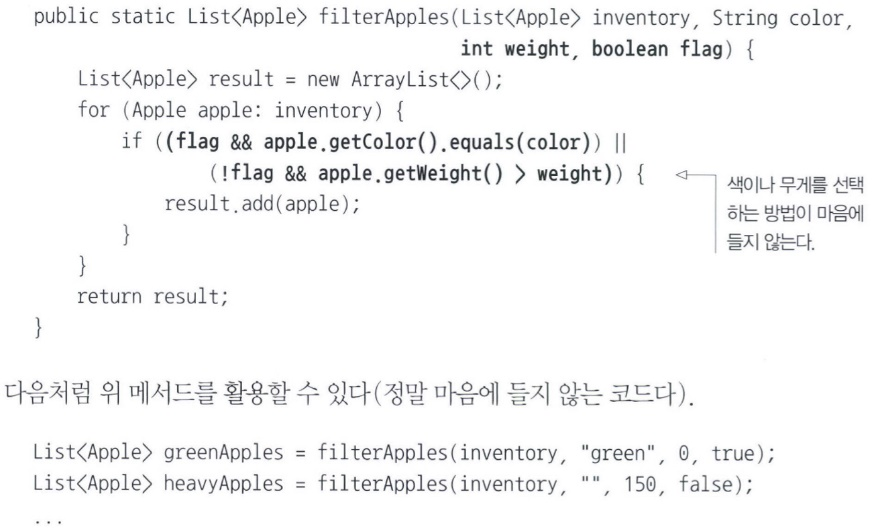 public static List<Apple> filterApples(List<Apple> inventory, String color,
int weight, boolean flag) {
List<Apple> result = new ArrayList<>();
for (Apple apple: inventory) {
if ((flag && apple.getColor().equals(color)) ||
(!flag && apple.getWeight() > weight)) {
색이나 무게를 선택
하는 방법이 마음에
들지 않는다.
result.add(apple);
}
}
return result;
}
다음처럼 위 메서드를 활용할 수 있다(정말 마음에 들지 않는 코드다).
List<Apple> greenApples = filterApples(inventory, "green", 0, true);
List<Apple> heavyApples = filterApples(inventory, "", 150, false);
...